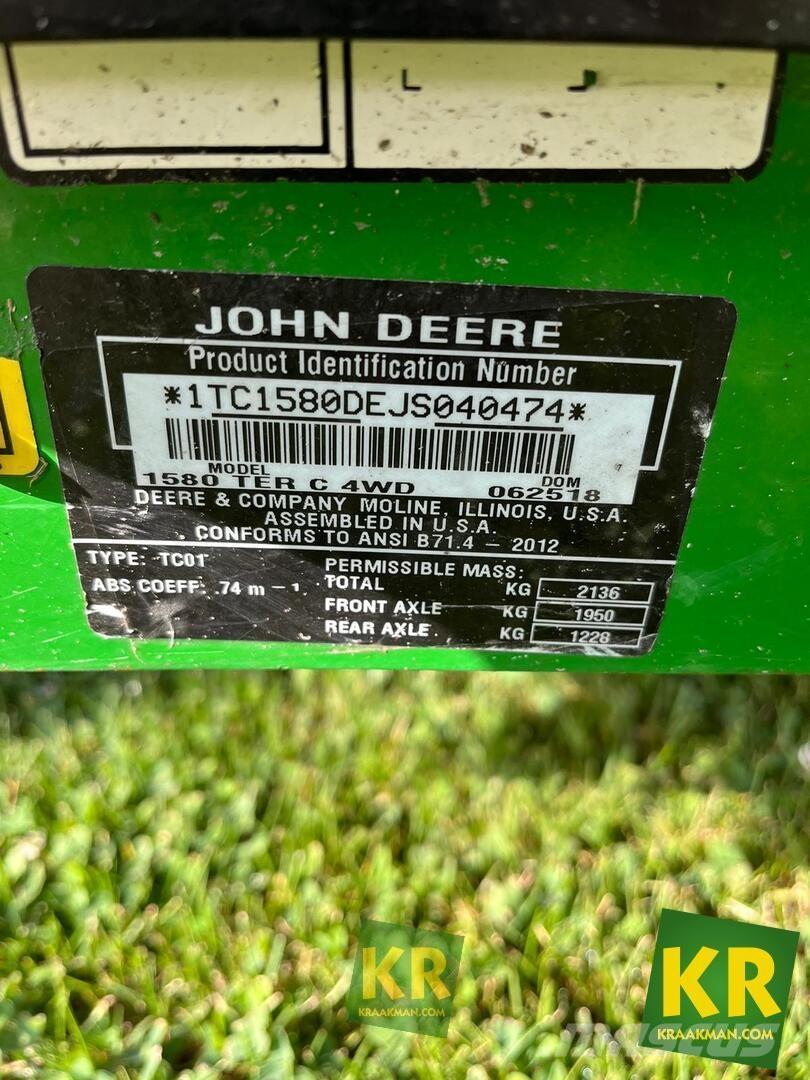 JOHN DEERE
Product Identification Number
*1TC1580DEJS040474*
MODEL DOM
1580 TER C 4WD 062518
DEERE & COMPANY MOLINE, ILLINOIS, U.S.A.
ASSEMBLED IN U.S.A.
CONFORMS TO ANSI B71.4 – 2012
TYPE: TC01
ABS COEFF: .74 m – 1
PERMISSIBLE MASS:
TOTAL KG 2136
FRONT AXLE KG 1950
REAR AXLE KG 1228
KR
KRAAKMAN.COM
KR
KRAAKMAN.COM
Mascus